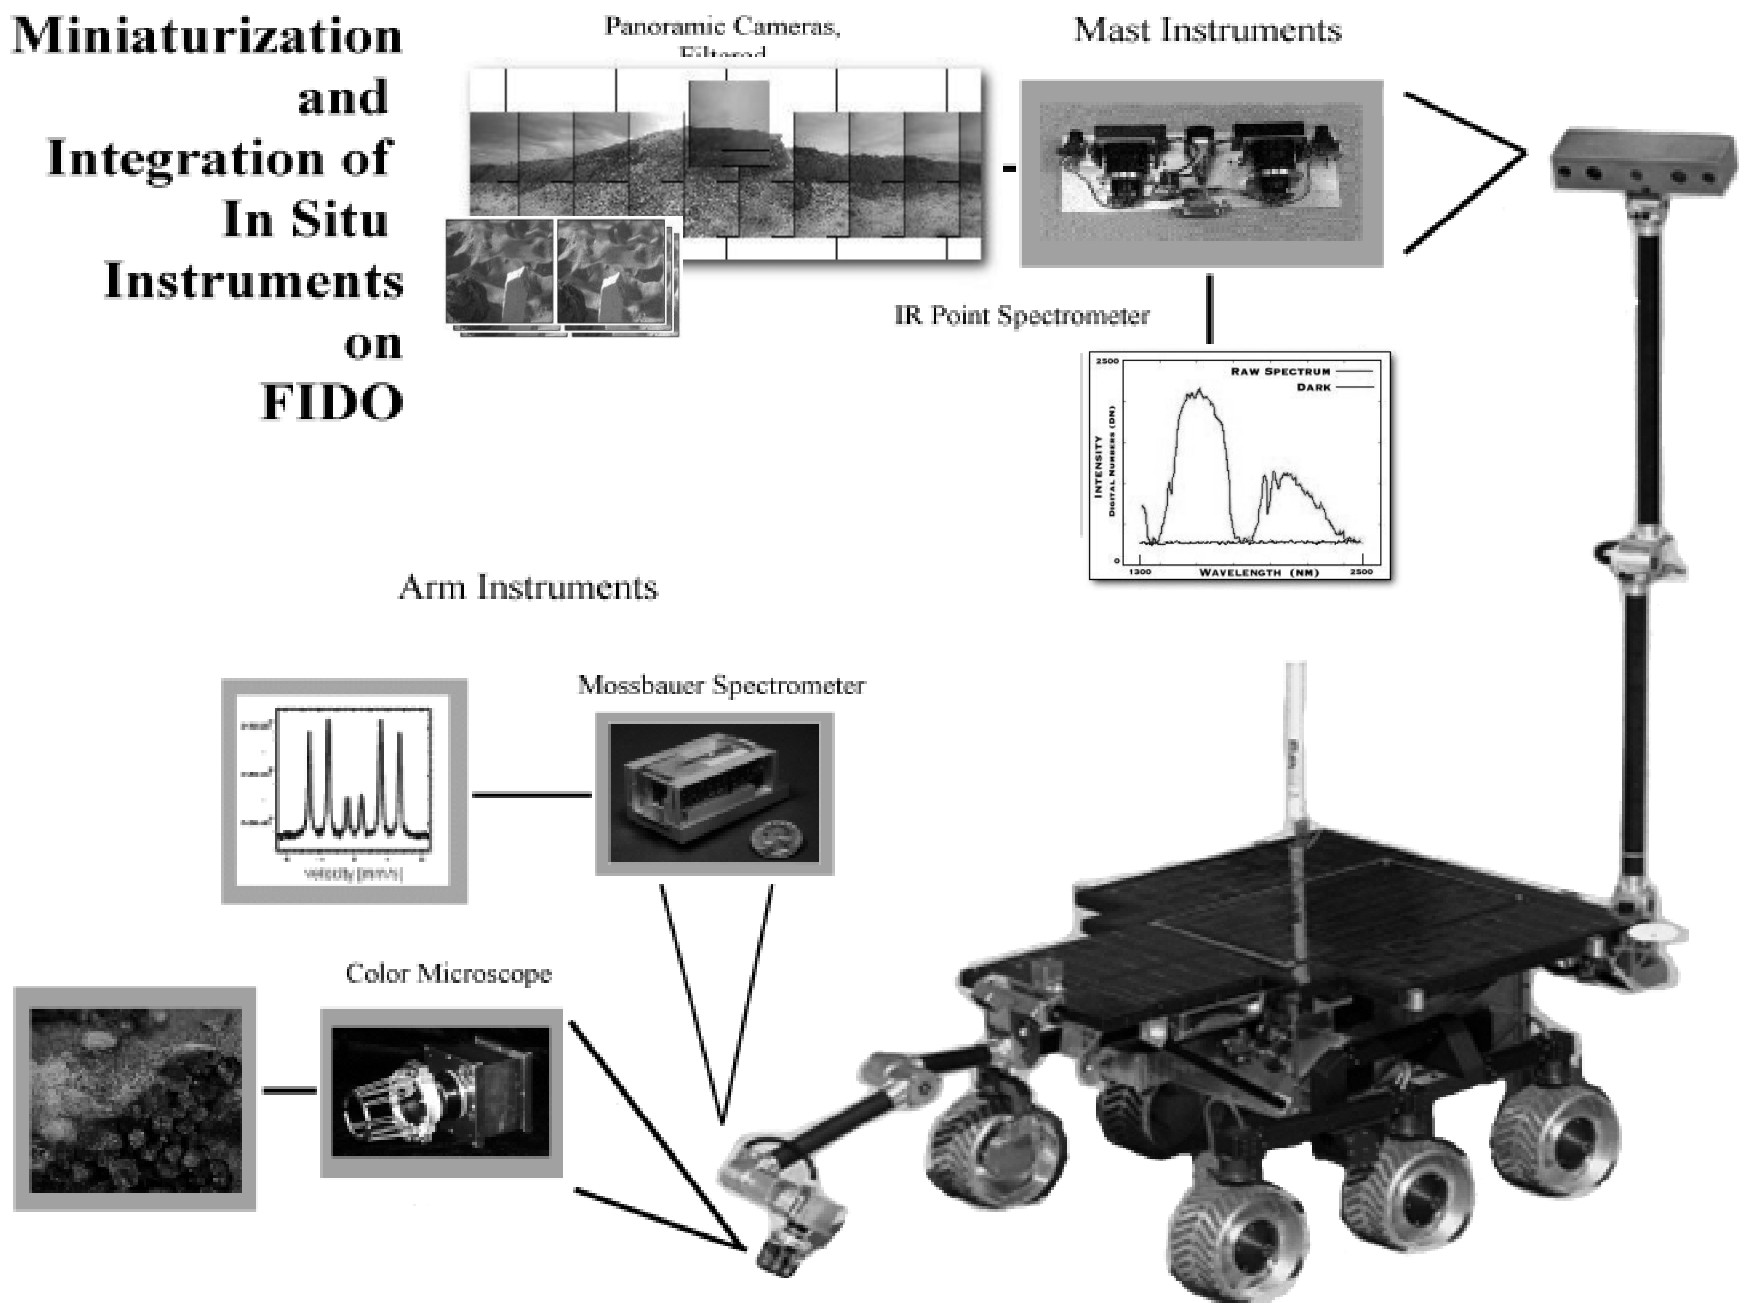 Miniaturization
and
Integration of
In Situ
Instruments
on
FIDO
Panoramic Cameras,
Filtered
Mast Instruments
IR Point Spectrometer
2500
RAW SPECTRUM
DARK
INTENSITY
DIGITAL NUMBERS (DN)
0
1300
WAVELENGTH (NM)
2500
Arm Instruments
Mossbauer Spectrometer
velocity [mm/s]
Color Microscope